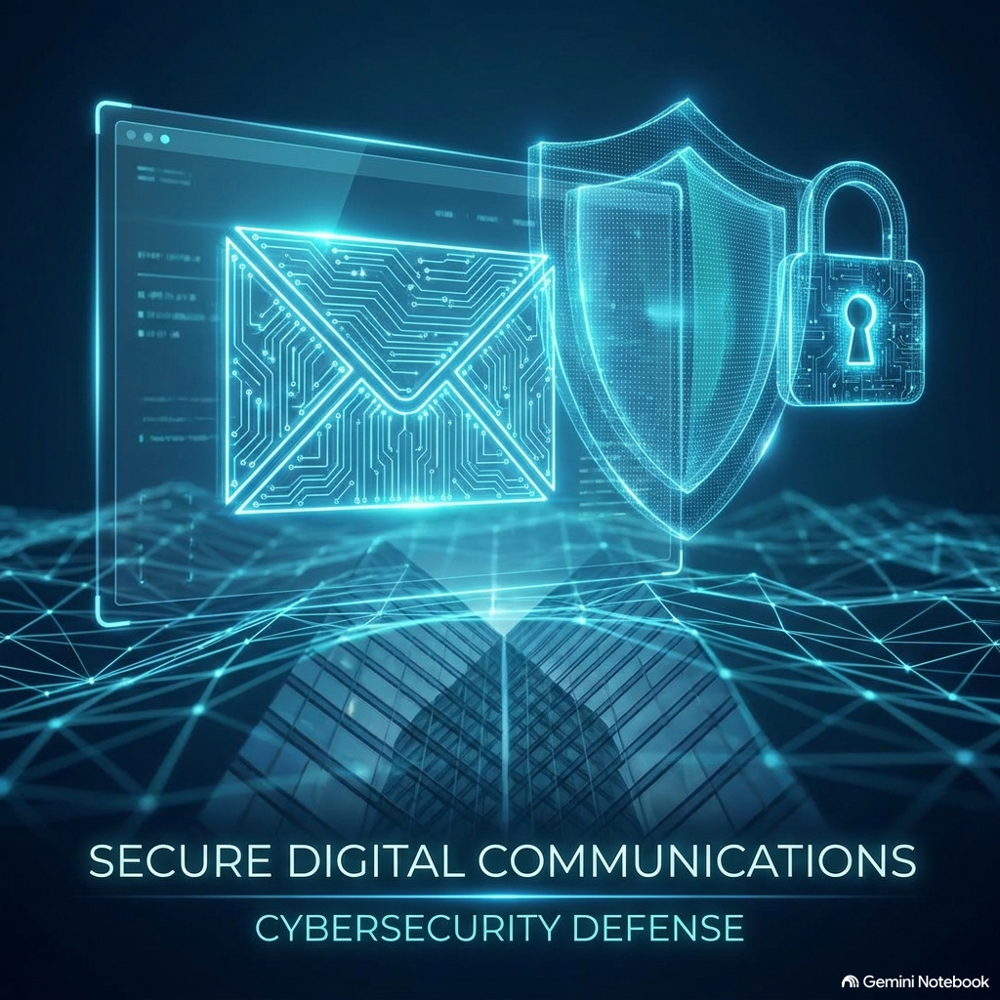 SECURE DIGITAL COMMUNICATIONS
CYBERSECURITY DEFENSE
Gemini Notebook